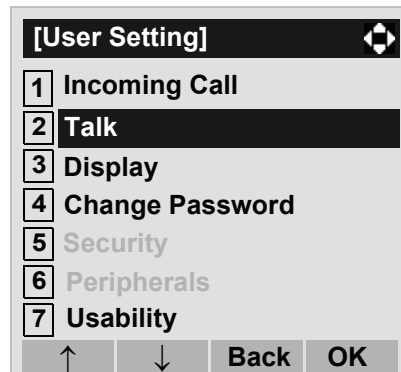 [User Setting]
1 Incoming Call
2 Talk
3 Display
4 Change Password
5 Security
6 Peripherals
7 Usability
↑ ↓ Back OK